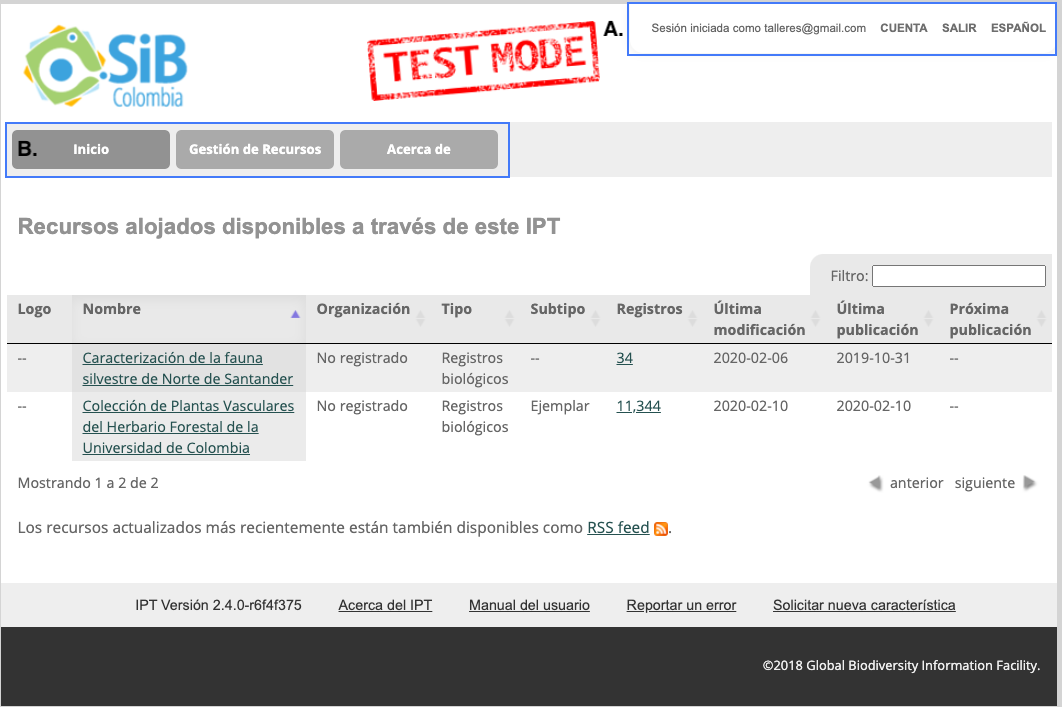 SiB
Colombia
TEST MODE
A.
Sesión iniciada como talleres@gmail.com CUENTA SALIR ESPAÑOL
B. Inicio Gestión de Recursos Acerca de
Recursos alojados disponibles a través de este IPT
Filtro:
Logo Nombre Organización Tipo Subtipo Registros Última modificación Última publicación Próxima publicación
-- Caracterización de la fauna silvestre de Norte de Santander No registrado Registros biológicos -- 34 2020-02-06 2019-10-31 --
-- Colección de Plantas Vasculares del Herbario Forestal de la Universidad de Colombia No registrado Registros biológicos Ejemplar 11,344 2020-02-10 2020-02-10 --
Mostrando 1 a 2 de 2 anterior siguiente
Los recursos actualizados más recientemente están también disponibles como RSS feed .
IPT Versión 2.4.0-r6f4f375 Acerca del IPT Manual del usuario Reportar un error Solicitar nueva característica
©2018 Global Biodiversity Information Facility.